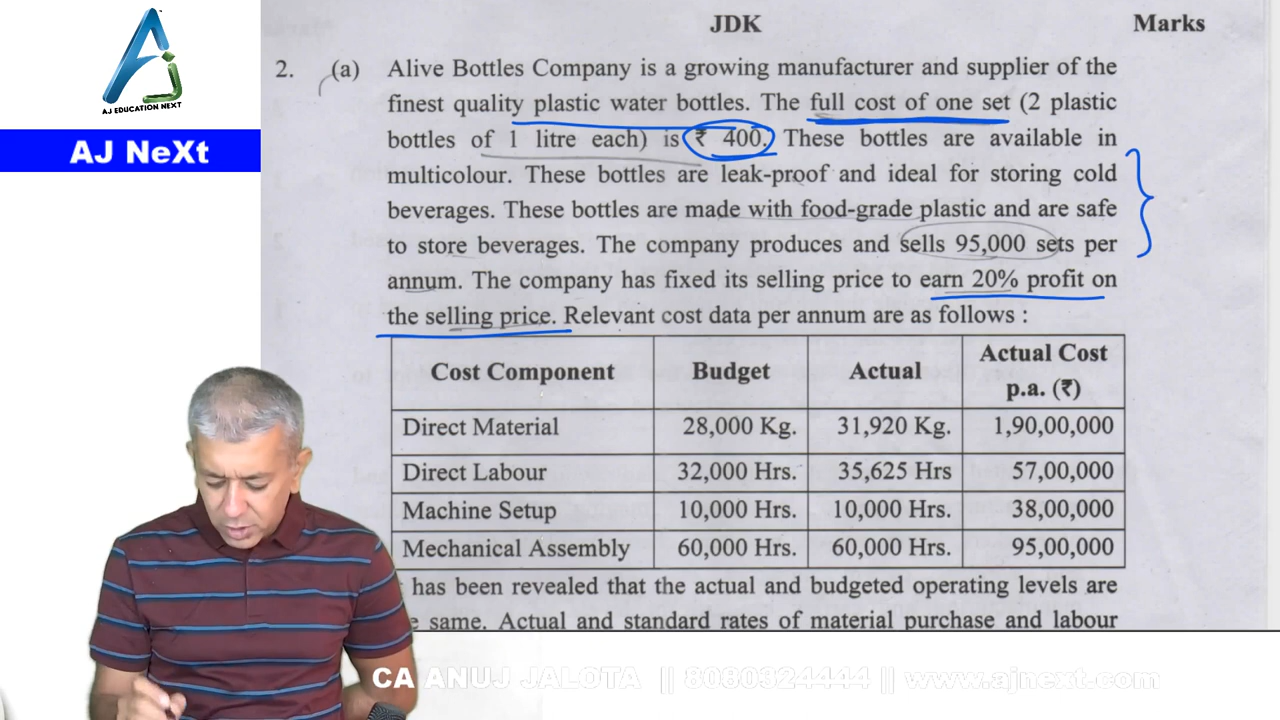 AJ EDUCATION NEXT
AJ NeXt
JDK
Marks
2. (a) Alive Bottles Company is a growing manufacturer and supplier of the
finest quality plastic water bottles. The full cost of one set (2 plastic
bottles of 1 litre each) is ₹ 400. These bottles are available in
multicolour. These bottles are leak-proof and ideal for storing cold
beverages. These bottles are made with food-grade plastic and are safe
to store beverages. The company produces and sells 95,000 sets per
annum. The company has fixed its selling price to earn 20% profit on
the selling price. Relevant cost data per annum are as follows :
Cost Component Budget Actual Actual Cost
p.a. (₹)
Direct Material 28,000 Kg. 31,920 Kg. 1,90,00,000
Direct Labour 32,000 Hrs. 35,625 Hrs 57,00,000
Machine Setup 10,000 Hrs. 10,000 Hrs. 38,00,000
Mechanical Assembly 60,000 Hrs. 60,000 Hrs. 95,00,000
has been revealed that the actual and budgeted operating levels are
same. Actual and standard rates of material purchase and labour
CA ANUJ JALOTA || 8080324444 || www.ajnext.com